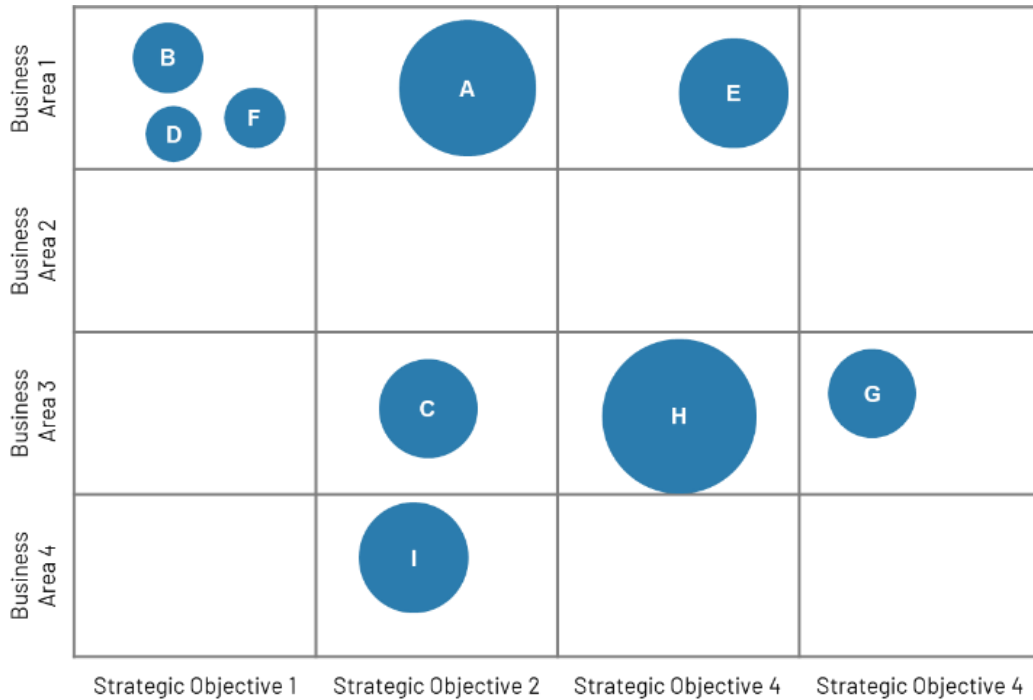 Business
Area 1
B
A
E
F
D
Business
Area 2
Business
Area 3
C
H
G
Business
Area 4
I
Strategic Objective 1
Strategic Objective 2
Strategic Objective 4
Strategic Objective 4